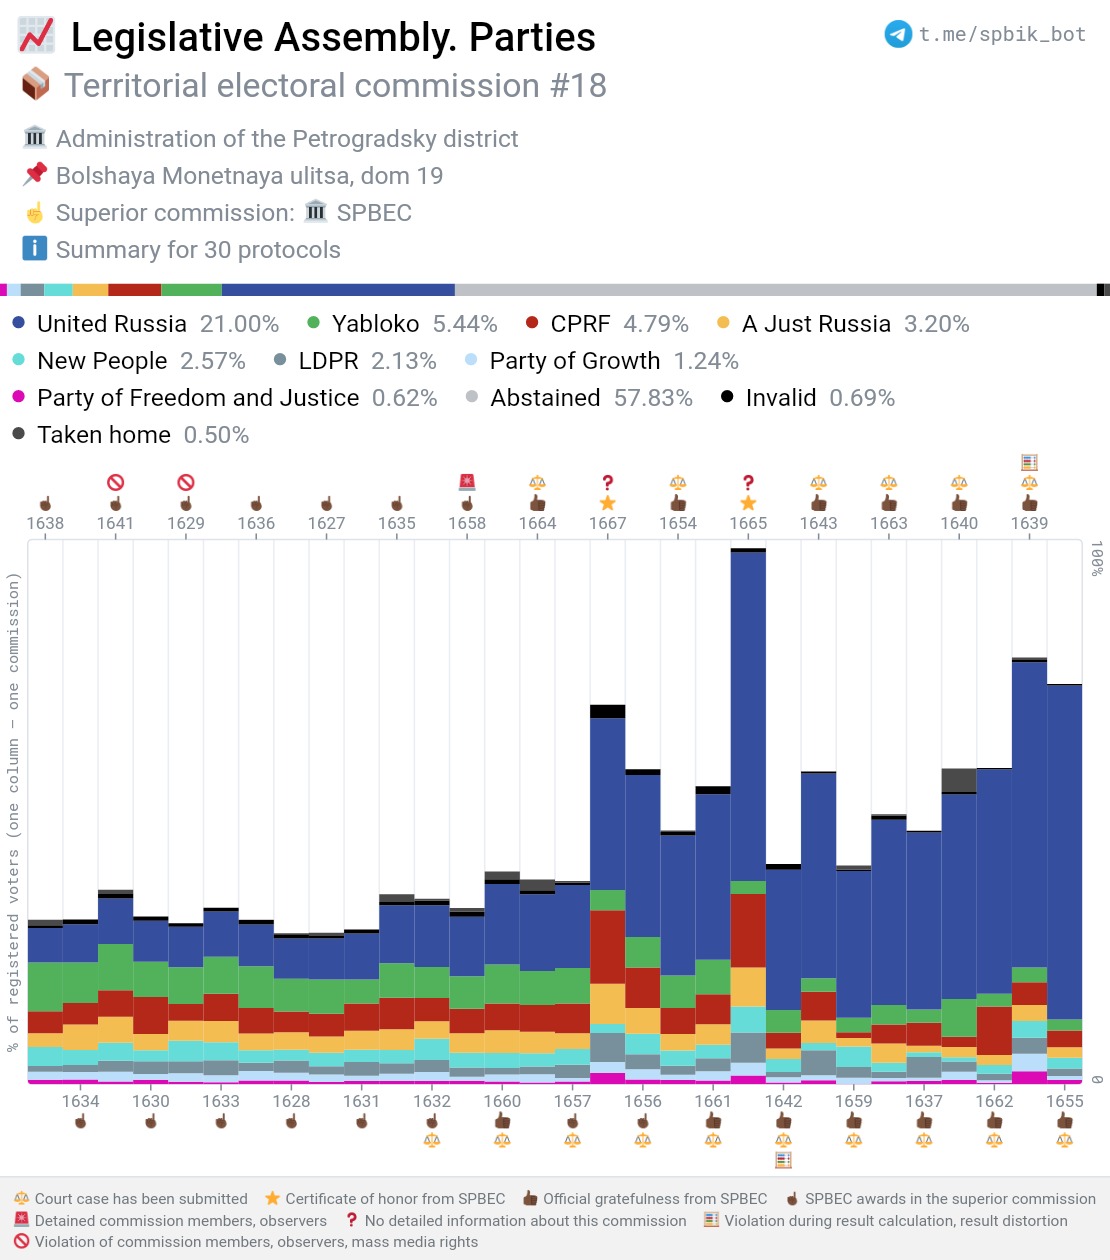 Legislative Assembly. Parties
t.me/spbik_bot
Territorial electoral commission #18
Administration of the Petrogradsky district
Bolshaya Monetnaya ulitsa, dom 19
Superior commission: SPBEC
Summary for 30 protocols
United Russia 21.00% Yabloko 5.44% CPRF 4.79% A Just Russia 3.20%
New People 2.57% LDPR 2.13% Party of Growth 1.24%
Party of Freedom and Justice 0.62% Abstained 57.83% Invalid 0.69%
Taken home 0.50%
1638 1641 1629 1636 1627 1635 1658 1664 1667 1654 1665 1643 1663 1640 1639
100%
% of registered voters (one column – one commission)
0
1634 1630 1633 1628 1631 1632 1660 1657 1656 1661 1642 1659 1637 1662 1655
Court case has been submitted Certificate of honor from SPBEC Official gratefulness from SPBEC SPBEC awards in the superior commission
Detained commission members, observers No detailed information about this commission Violation during result calculation, result distortion
Violation of commission members, observers, mass media rights